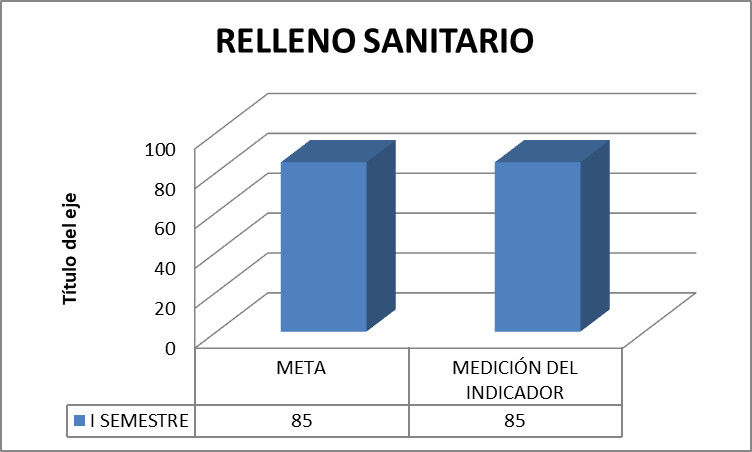 RELLENO SANITARIO
Título del eje
100
80
60
40
20
0
META
MEDICIÓN DEL
INDICADOR
I SEMESTRE 85 85